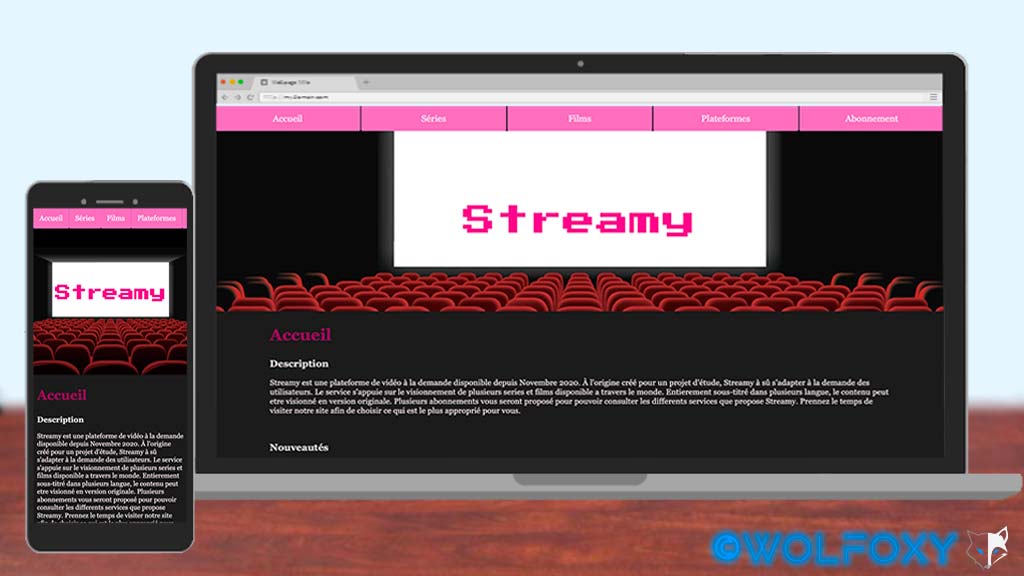 Webpage Title
Accueil
Séries
Films
Plateformes
Abonnement
Streamy
Accueil
Description
Streamy est une plateforme de vidéo à la demande disponible depuis Novembre 2020. À l'origine créé pour un projet d'étude, Streamy à sû s'adapter à la demande des
utilisateurs. Le service s'appuie sur le visionnement de plusieurs series et films disponible a travers le monde. Entierement sous-titré dans plusieurs langue, le contenu peut
etre visionné en version originale. Plusieurs abonnements vous seront proposé pour pouvoir consulter les differents services que propose Streamy. Prennez le temps de
visiter notre site afin de choisir ce qui est le plus approprié pour vous.
Nouveautés
Accueil
Séries
Films
Plateformes
Streamy
Accueil
Description
Streamy est une plateforme de vidéo à la demande
disponible depuis Novembre 2020. À l'origine
créé pour un projet d'étude, Streamy à sû
s'adapter à la demande des utilisateurs. Le service
s'appuie sur le visionnement de plusieurs series et
films disponible a travers le monde. Entierement
sous-titré dans plusieurs langue, le contenu peut
etre visionné en version originale. Plusieurs
abonnements vous seront proposé pour pouvoir
consulter les differents services que propose
Streamy. Prennez le temps de visiter notre site
©WOLFOXY